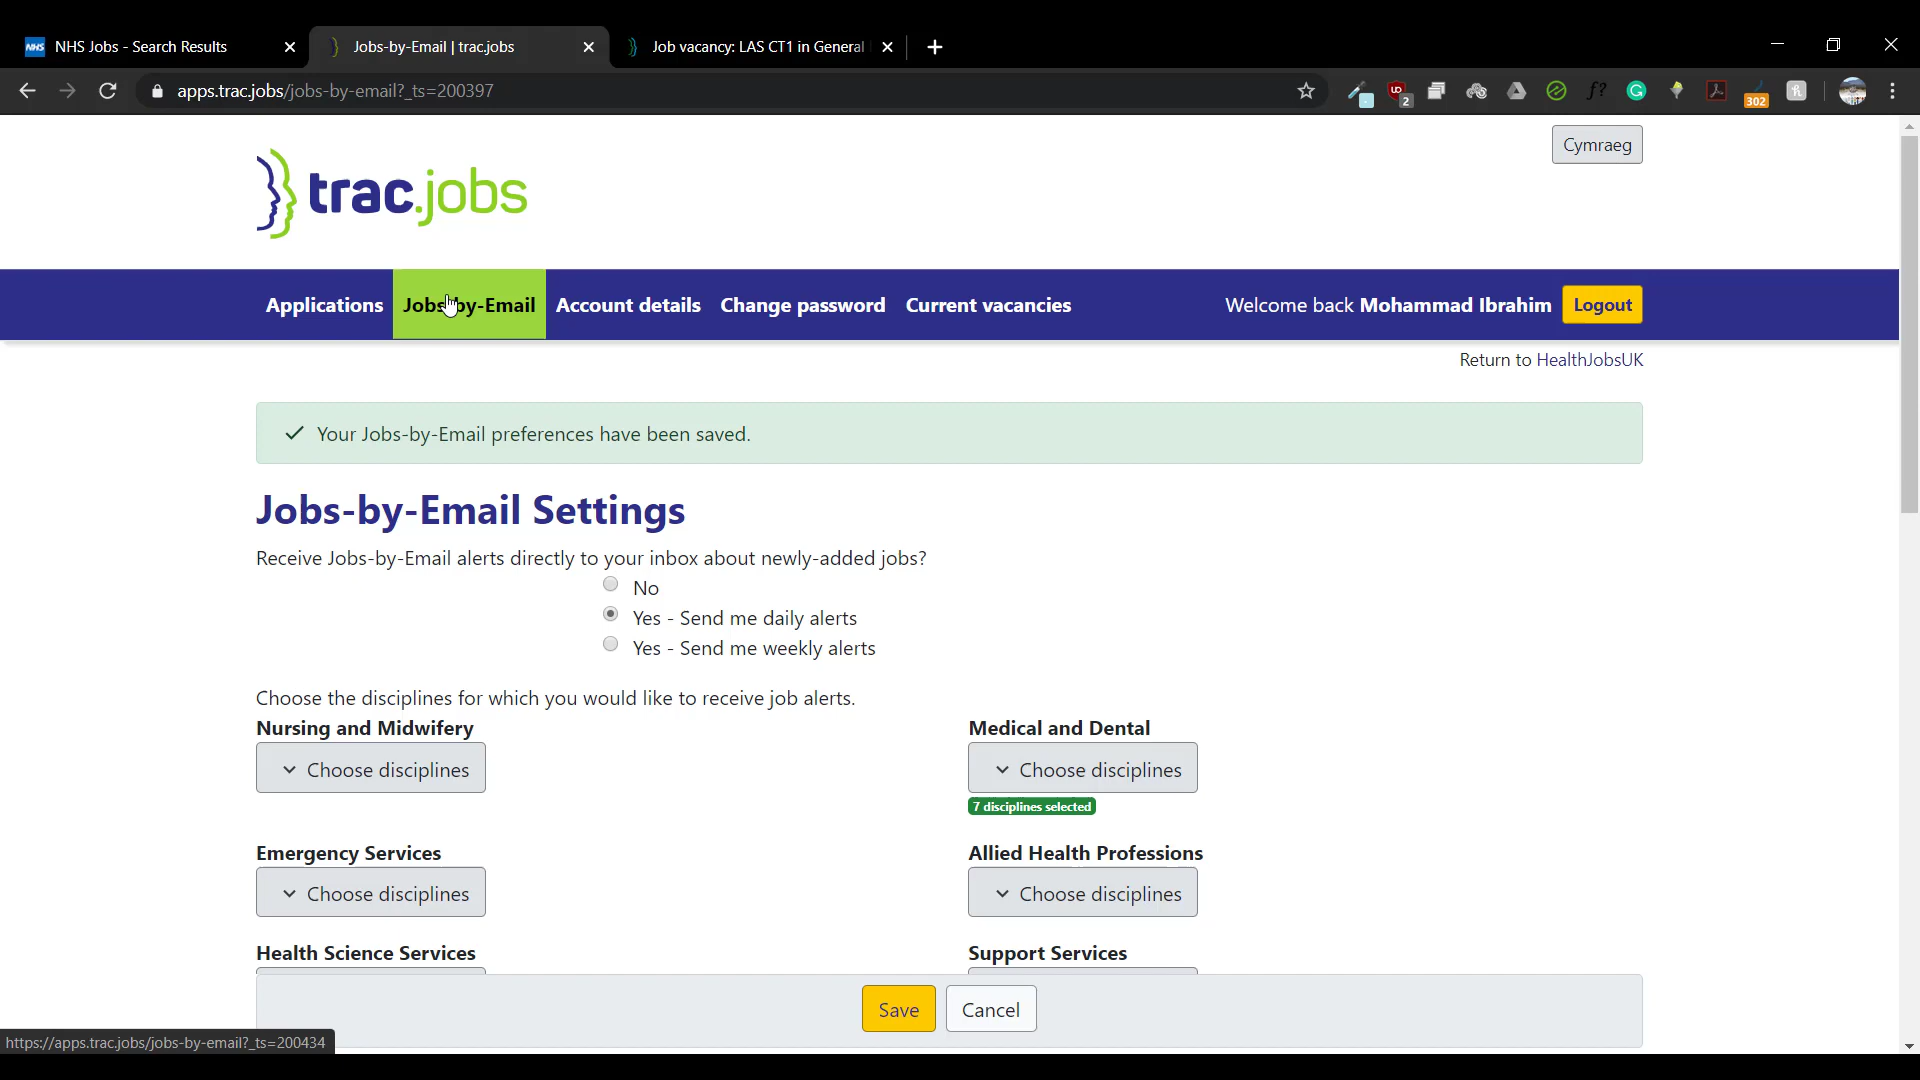 NHS Jobs - Search Results
Jobs-by-Email | trac.jobs
Job vacancy: LAS CT1 in General
apps.trac.jobs/jobs-by-email?_ts=200397
2
f?
302
Cymraeg
trac.jobs
Applications
Jobs-by-Email
Account details
Change password
Current vacancies
Welcome back Mohammad Ibrahim
Logout
Return to HealthJobsUK
Your Jobs-by-Email preferences have been saved.
Jobs-by-Email Settings
Receive Jobs-by-Email alerts directly to your inbox about newly-added jobs?
No
Yes - Send me daily alerts
Yes - Send me weekly alerts
Choose the disciplines for which you would like to receive job alerts.
Nursing and Midwifery
Choose disciplines
Medical and Dental
Choose disciplines
7 disciplines selected
Emergency Services
Choose disciplines
Allied Health Professions
Choose disciplines
Health Science Services
Support Services
Save
Cancel
https://apps.trac.jobs/jobs-by-email?_ts=200434